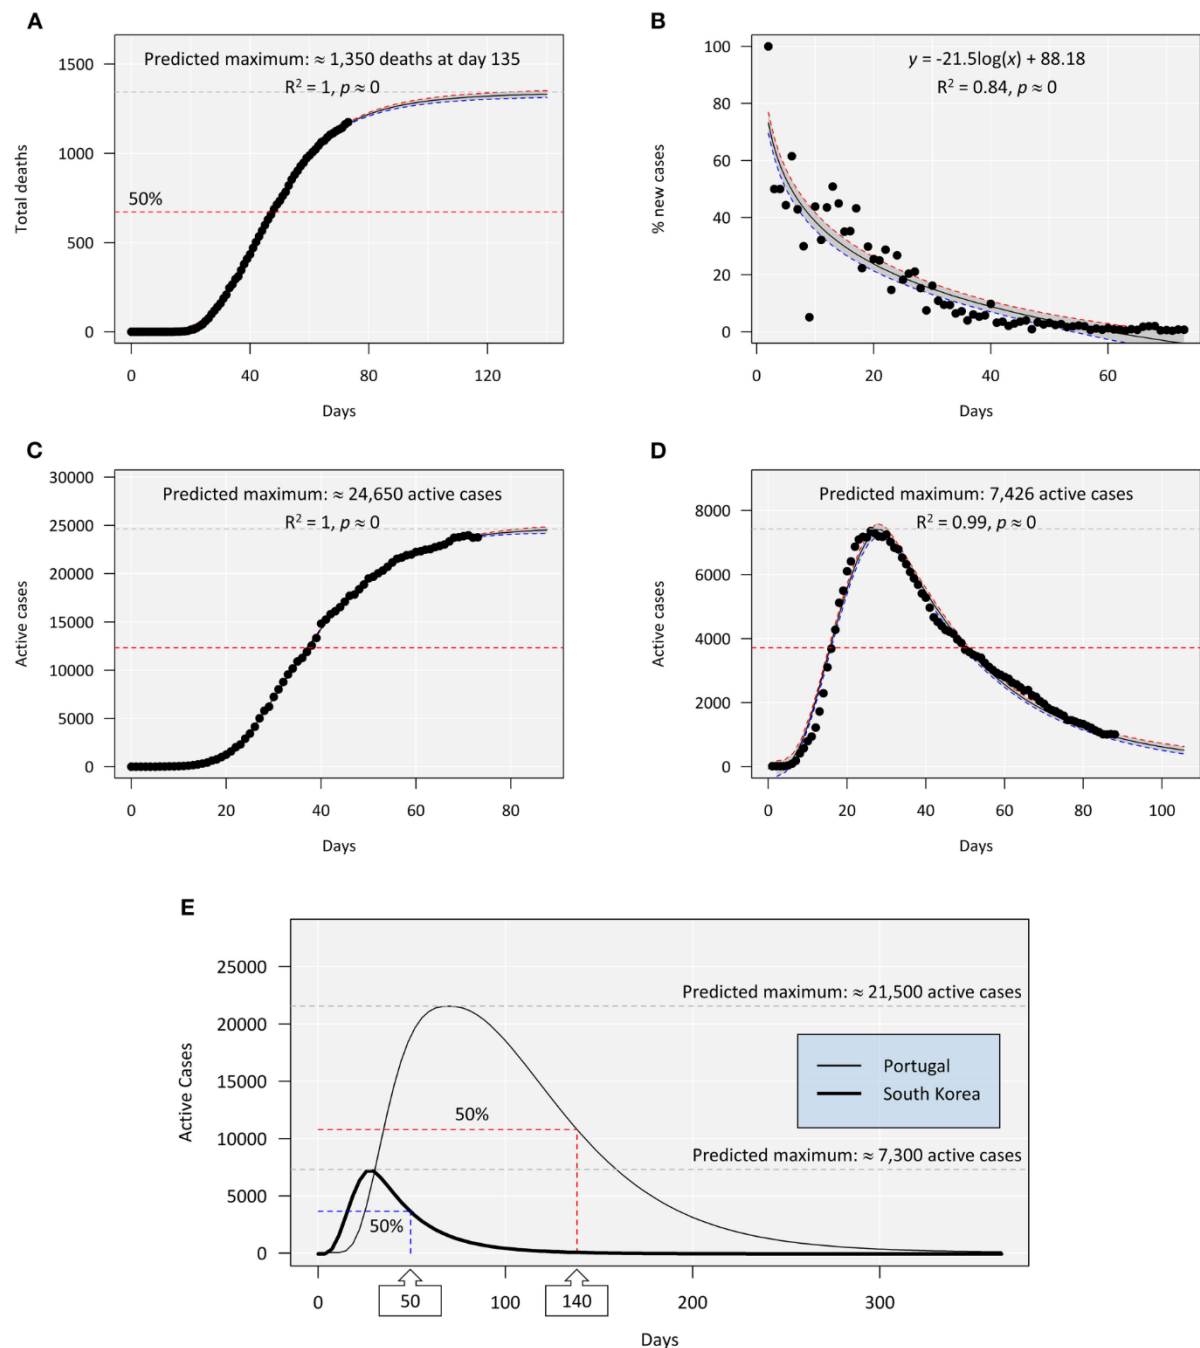 A
Predicted maximum: ≈ 1,350 deaths at day 135
R² = 1, p ≈ 0
1500
1000
500
0
50%
Total deaths
0 40 80 120
Days
B
y = -21.5log(x) + 88.18
R² = 0.84, p ≈ 0
100
80
60
40
20
0
% new cases
0 20 40 60
Days
C
Predicted maximum: ≈ 24,650 active cases
R² = 1, p ≈ 0
30000
25000
20000
15000
10000
5000
0
Active cases
0 20 40 60 80
Days
D
Predicted maximum: 7,426 active cases
R² = 0.99, p ≈ 0
8000
6000
4000
2000
0
Active cases
0 20 40 60 80 100
Days
E
25000
20000
15000
10000
5000
0
Active Cases
Predicted maximum: ≈ 21,500 active cases
Portugal
South Korea
50%
Predicted maximum: ≈ 7,300 active cases
50%
0 50 100 140 200 300
Days